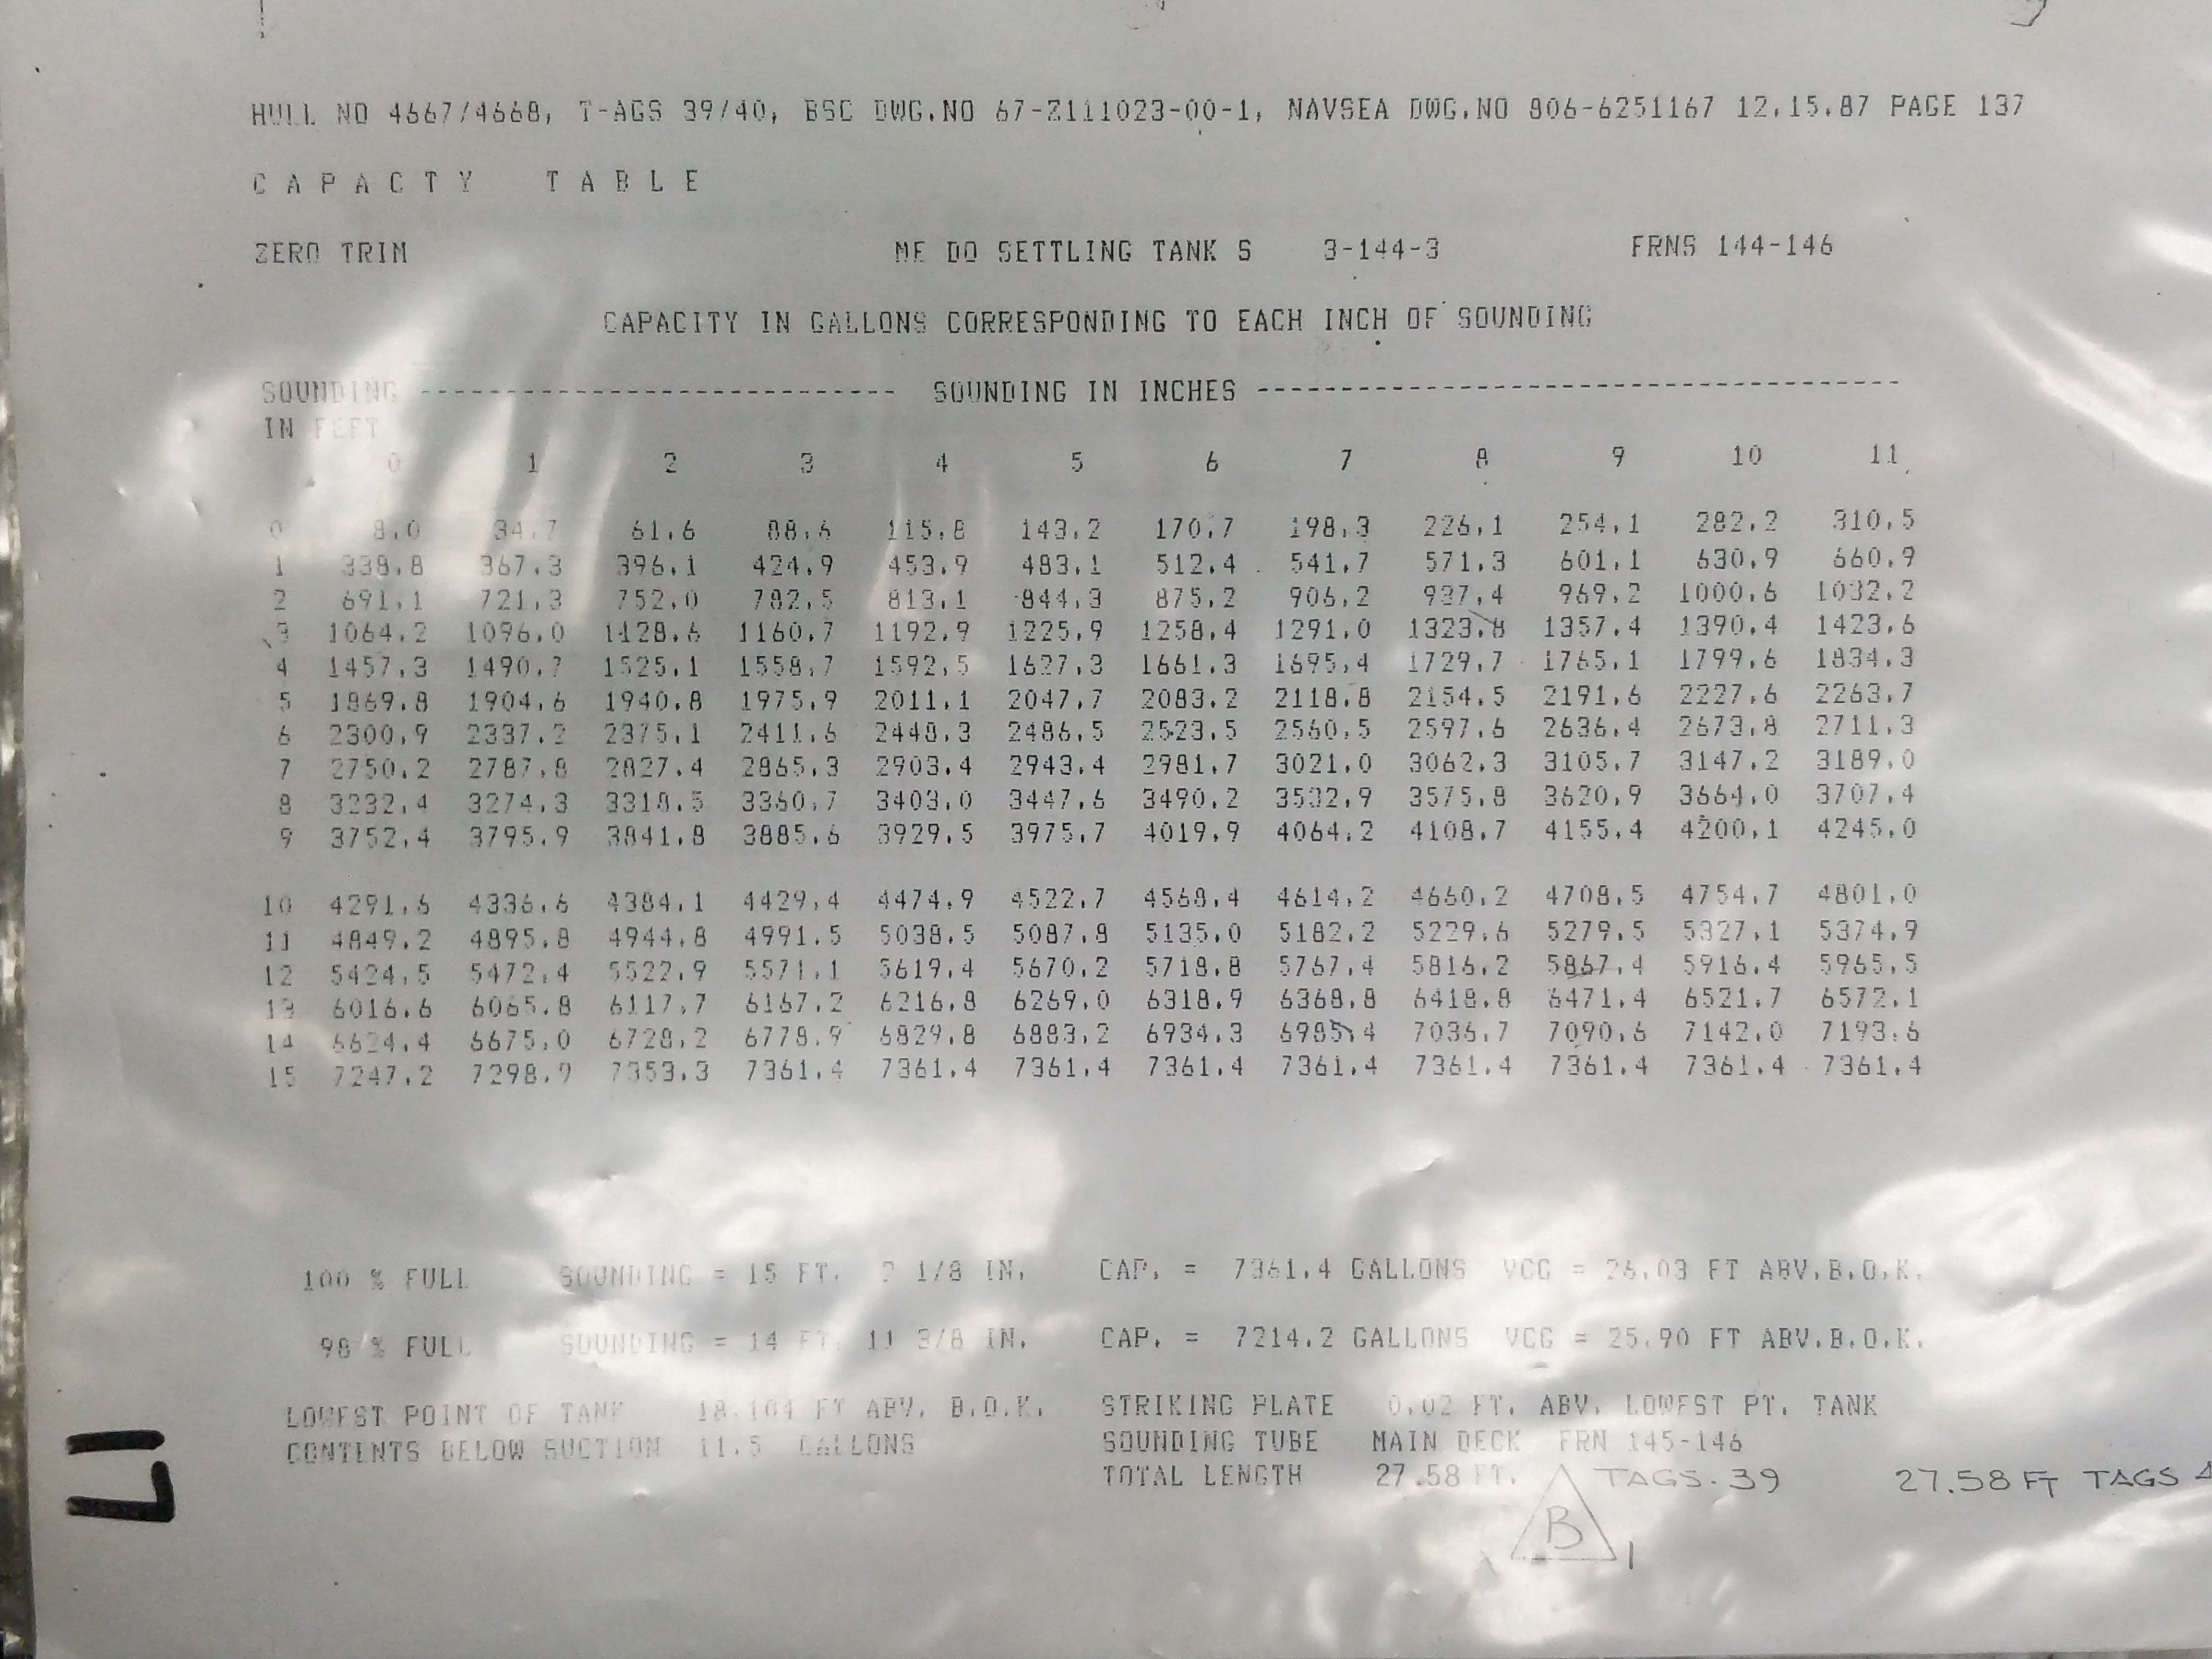 HULL NO 4667/4668, T-AGS 39/40, BSC DWG.NO 67-2111023-00-1, NAVSEA DWG.NO 806-6251167 12.15.87 PAGE 137
C A P A C T Y T A B L E
ZERO TRIM ME DO SETTLING TANK S 3-144-3 FRNS 144-146
CAPACITY IN GALLONS CORRESPONDING TO EACH INCH OF SOUNDING
SOUNDING ------------------------------ SOUNDING IN INCHES ------------------------------
IN FEET
0 1 2 3 4 5 6 7 8 9 10 11
0 8.0 34.7 61.6 88.6 115.8 143.2 170.7 198.3 226.1 254.1 282.2 310.5
1 338.8 367.3 396.1 424.9 453.9 483.1 512.4 541.7 571.3 601.1 630.9 660.9
2 691.1 721.3 752.0 782.5 813.1 844.3 875.2 906.2 937.4 969.2 1000.6 1032.2
3 1064.2 1096.0 1128.6 1160.7 1192.9 1225.9 1258.4 1291.0 1323.8 1357.4 1390.4 1423.6
4 1457.3 1490.7 1525.1 1558.7 1592.5 1627.3 1661.3 1695.4 1729.7 1765.1 1799.6 1834.3
5 1869.8 1904.6 1940.8 1975.9 2011.1 2047.7 2083.2 2118.8 2154.5 2191.6 2227.6 2263.7
6 2300.9 2337.2 2375.1 2411.6 2448.3 2486.5 2523.5 2560.5 2597.6 2636.4 2673.8 2711.3
7 2750.2 2787.8 2827.4 2865.3 2903.4 2943.4 2981.7 3021.0 3062.3 3105.7 3147.2 3189.0
8 3232.4 3274.3 3318.5 3360.7 3403.0 3447.6 3490.2 3532.9 3575.8 3620.9 3664.0 3707.4
9 3752.4 3795.9 3841.8 3885.6 3929.5 3975.7 4019.9 4064.2 4108.7 4155.4 4200.1 4245.0
10 4291.6 4336.6 4384.1 4429.4 4474.9 4522.7 4568.4 4614.2 4660.2 4708.5 4754.7 4801.0
11 4849.2 4895.8 4944.8 4991.5 5038.5 5087.8 5135.0 5182.2 5229.6 5279.5 5327.1 5374.9
12 5424.5 5472.4 5522.9 5571.1 5619.4 5670.2 5718.8 5767.4 5816.2 5867.4 5916.4 5965.5
13 6016.6 6065.8 6117.7 6167.2 6216.8 6269.0 6318.9 6368.8 6418.8 6471.4 6521.7 6572.1
14 6624.4 6675.0 6728.2 6778.9 6829.8 6883.2 6934.3 6985.4 7036.7 7090.6 7142.0 7193.6
15 7247.2 7298.9 7353.3 7361.4 7361.4 7361.4 7361.4 7361.4 7361.4 7361.4 7361.4 7361.4
100 % FULL SOUNDING = 15 FT. 2 1/8 IN. CAP. = 7361.4 GALLONS VCG = 26.03 FT ABV.B.O.K.
98 % FULL SOUNDING = 14 FT. 11 3/8 IN. CAP. = 7214.2 GALLONS VCG = 25.90 FT ABV.B.O.K.
LOWEST POINT OF TANK 18.104 FT ABV. B.O.K. STRIKING PLATE 0.02 FT. ABV. LOWEST PT. TANK
CONTINTS BELOW SUCTION 11.5 GALLONS SOUNDING TUBE MAIN DECK FRN 145-146
TOTAL LENGTH 27.58 FT. TAGS.39 27.58 FT TAGS 4
B 1
L1